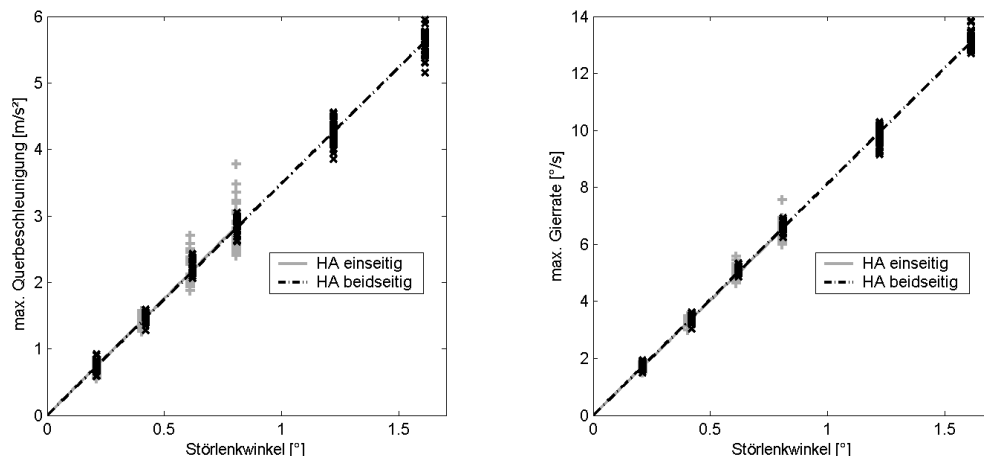 max. Querbeschleunigung [m/s²]
6
5
4
3
2
1
0
HA einseitig
HA beidseitig
0
0.5
1
1.5
Störlenkwinkel [°]
max. Gierrate [°/s]
14
12
10
8
6
4
2
0
HA einseitig
HA beidseitig
0
0.5
1
1.5
Störlenkwinkel [°]